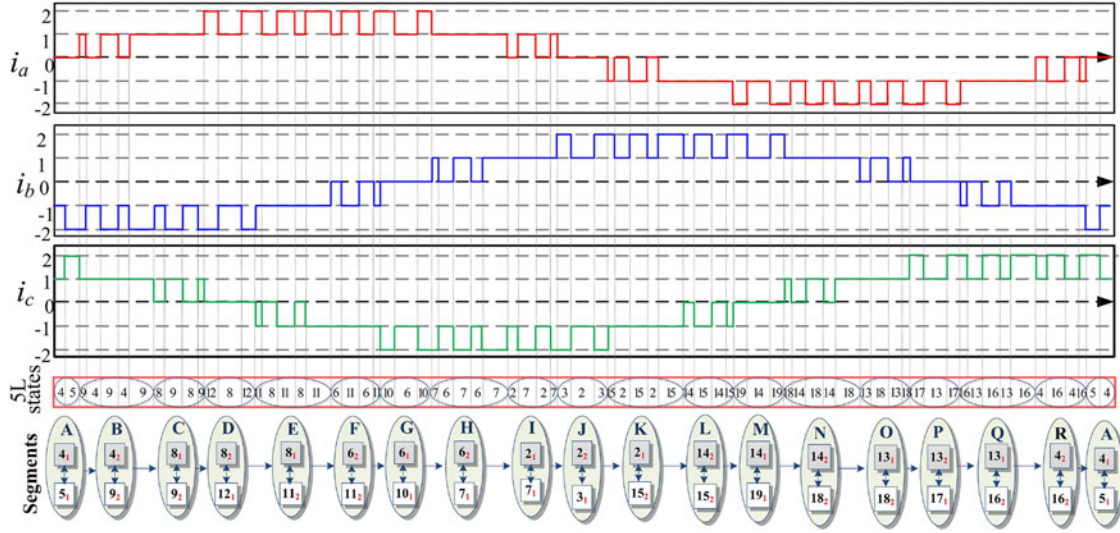 2
1
i_a 0
-1
-2
2
1
i_b 0
-1
-2
2
1
i_c 0
-1
-2
5L states 4 5 9 4 9 4 9 8 9 8 9 12 8 12 11 8 11 8 11 6 11 6 11 10 6 10 7 6 7 6 7 2 7 2 7 3 2 3 15 2 15 2 15 14 15 14 15 19 14 19 18 14 18 14 18 13 18 13 18 17 13 17 16 13 16 13 16 4 16 4 16 5 4
A B C D E F G H I J K L M N O P Q R A
Segments 4₁ 4₂ 8₁ 8₂ 8₁ 6₂ 6₁ 6₂ 2₁ 2₂ 2₁ 14₂ 14₁ 14₂ 13₁ 13₂ 13₁ 4₂ 4₁
5₁ 9₂ 9₂ 12₁ 11₂ 11₂ 10₁ 7₁ 7₁ 3₁ 15₂ 15₂ 19₁ 18₂ 18₂ 17₁ 16₂ 16₂ 5₁